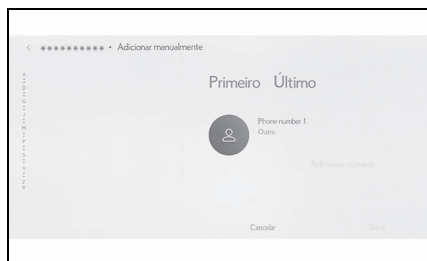 < ********** • Adicionar manualmente
Primeiro Último
Phone number 1
Outro
Adicionar número
Cancelar
Salvar